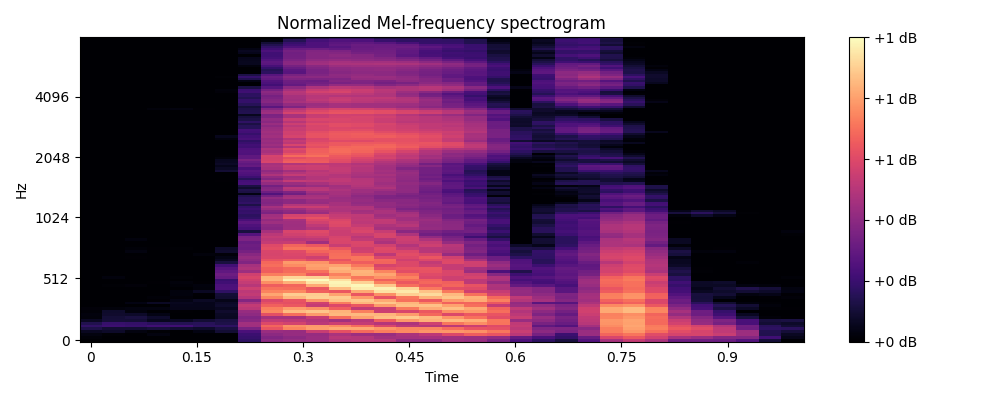 Normalized Mel-frequency spectrogram
Hz
4096
2048
1024
512
0
0 0.15 0.3 0.45 0.6 0.75 0.9
Time
+1 dB
+1 dB
+1 dB
+0 dB
+0 dB
+0 dB